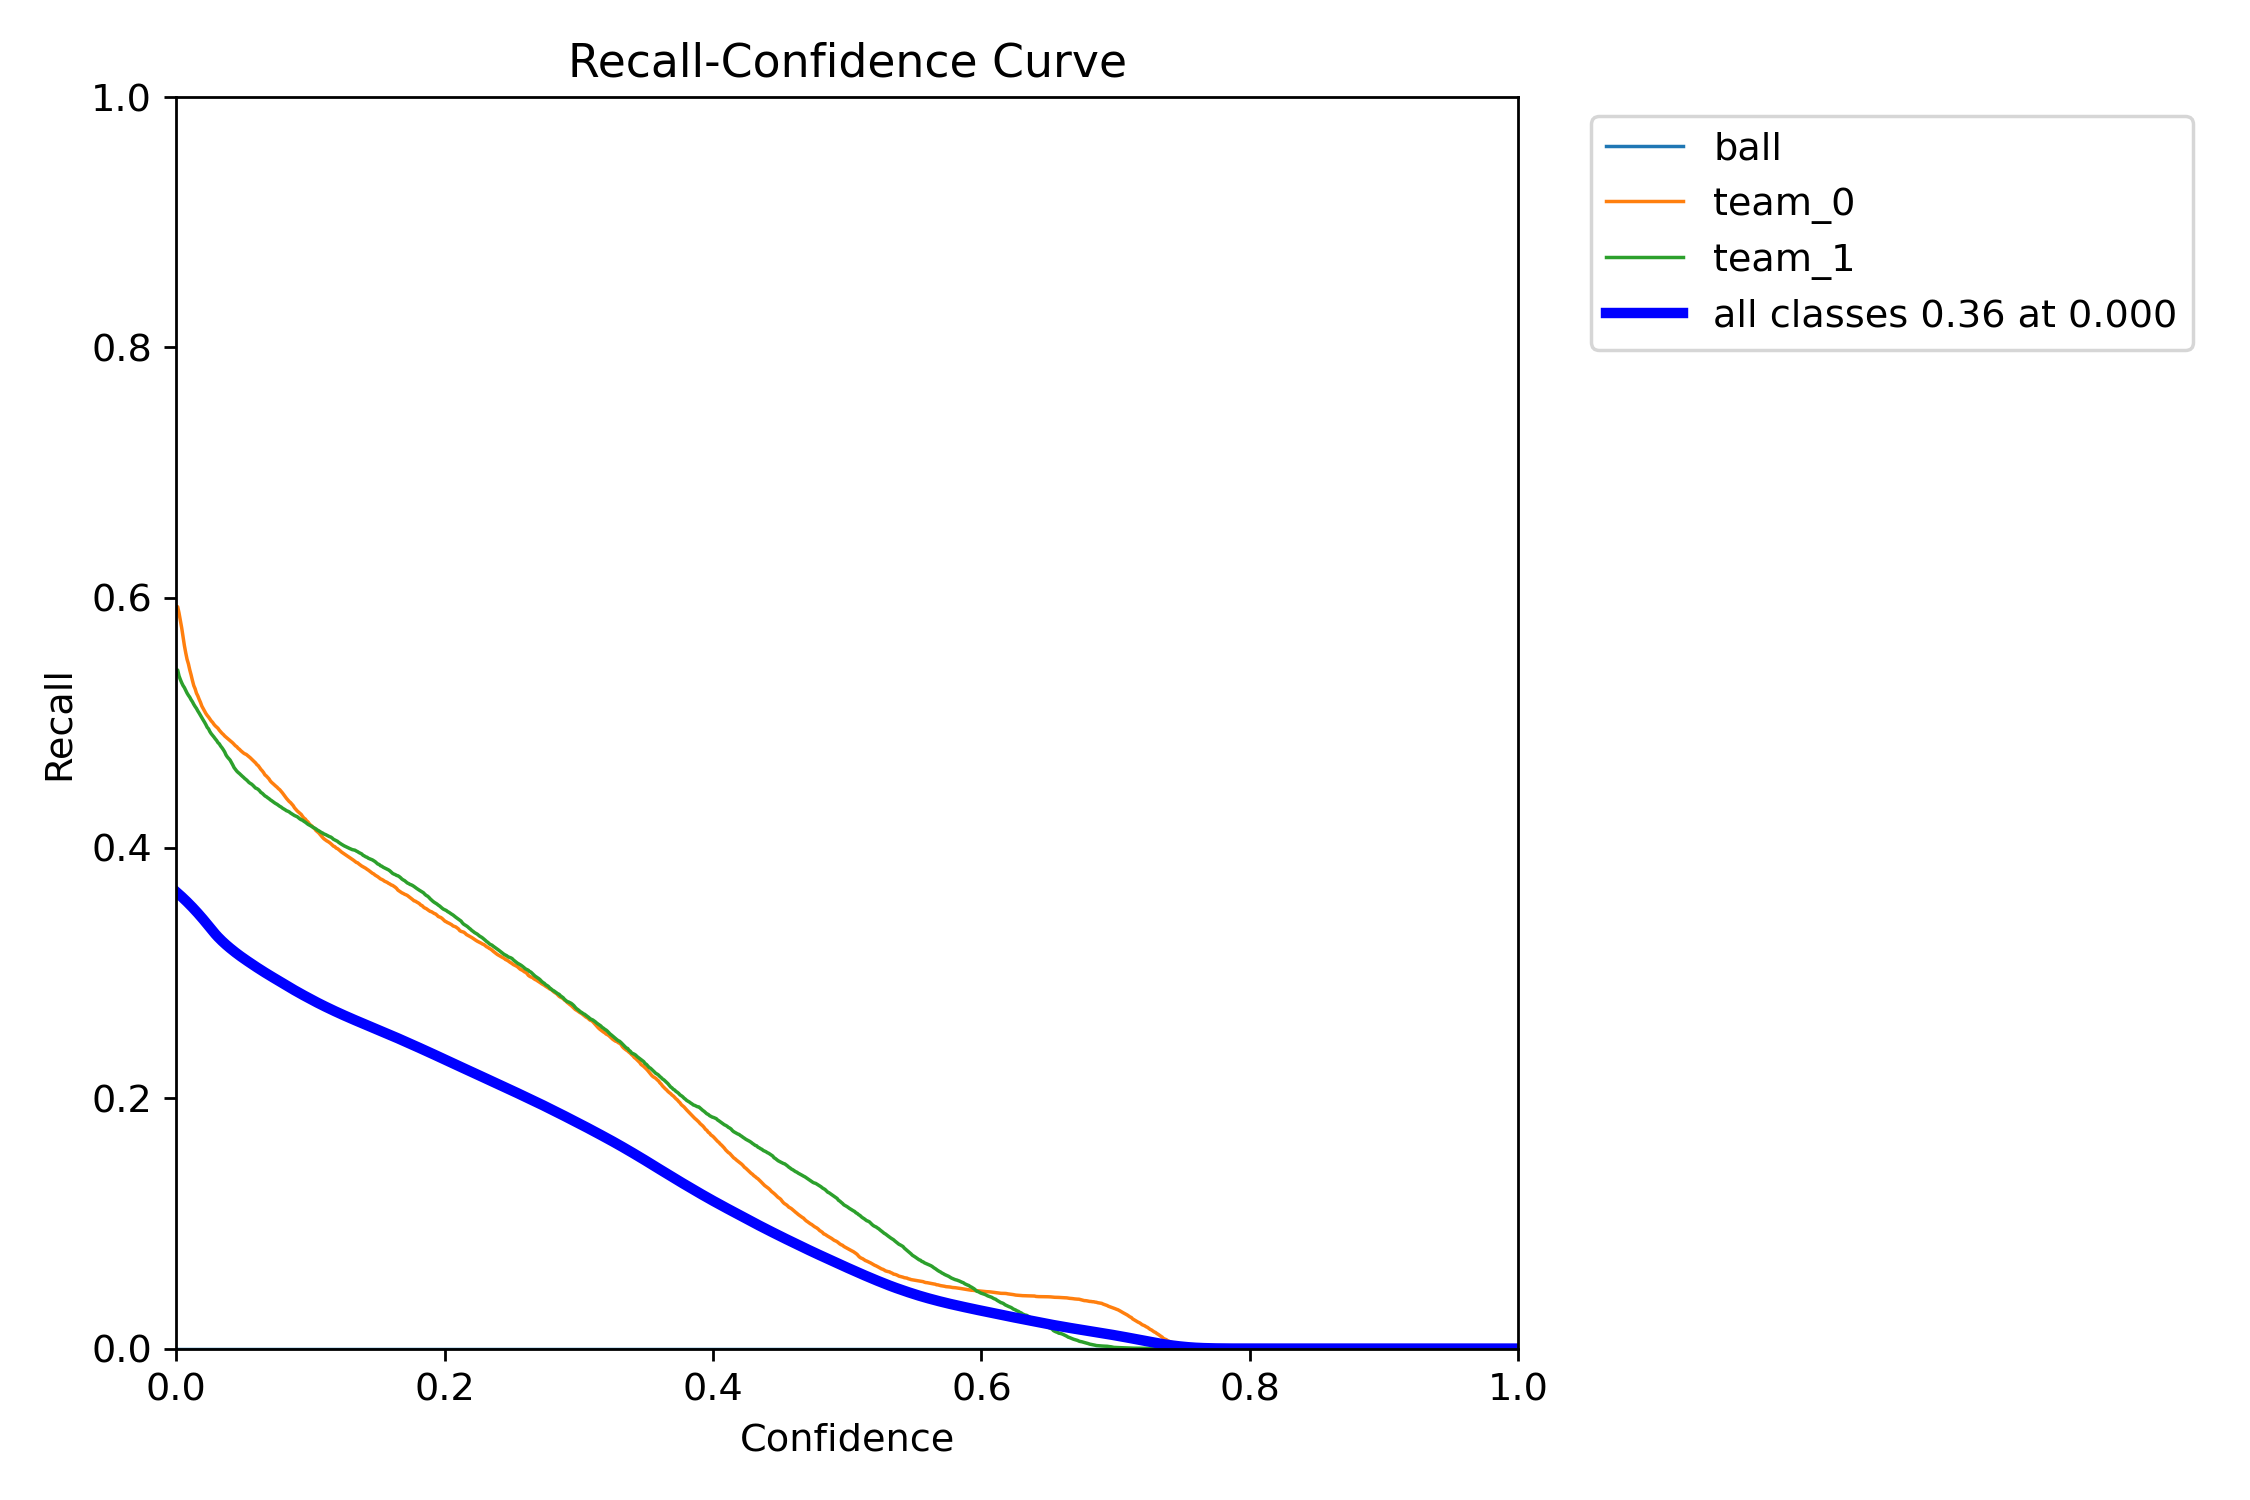 Recall-Confidence Curve
1.0
0.8
0.6
0.4
0.2
0.0
Recall
0.0 0.2 0.4 0.6 0.8 1.0
Confidence
ball
team_0
team_1
all classes 0.36 at 0.000